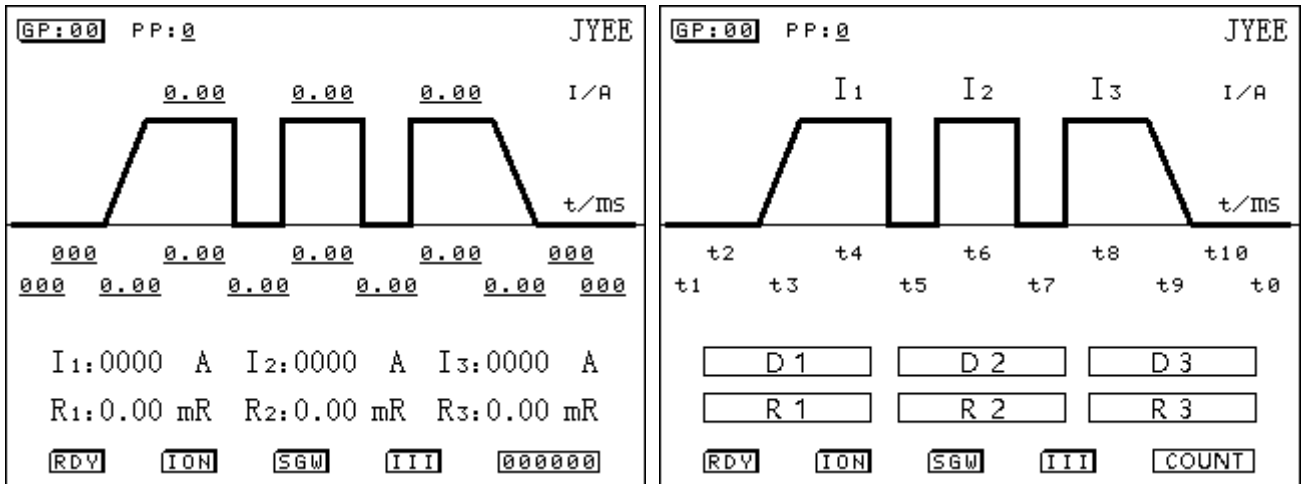 GP:00 PP:0 JYEE
0.00 0.00 0.00 I/A
t/ms
000 0.00 0.00 0.00 000
000 0.00 0.00 0.00 0.00 000
I1:0000 A I2:0000 A I3:0000 A
R1:0.00 mR R2:0.00 mR R3:0.00 mR
RDY ION SGW III 000000
GP:00 PP:0 JYEE
I1 I2 I3 I/A
t/ms
t2 t4 t6 t8 t10
t1 t3 t5 t7 t9 t0
D1 D2 D3
R1 R2 R3
RDY ION SGW III COUNT